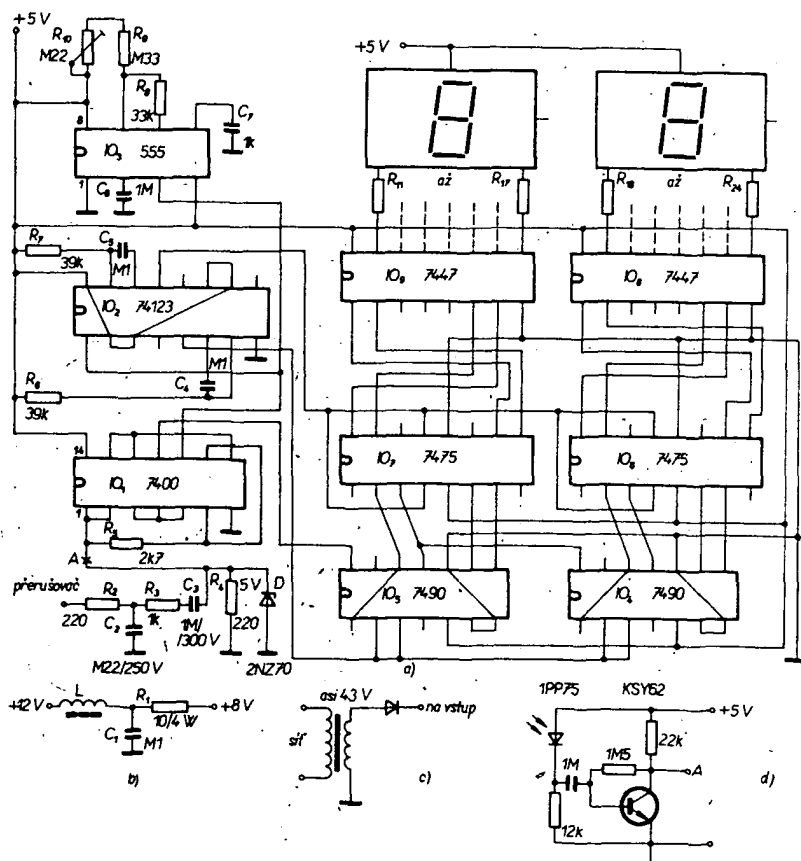 +5 V
R10
M22
R9
M33
R8
33k
C7
1k
8
IO3 555
1
C6
1M
R7
39k
C5
M1
IO2 74123
M1
C4
R6
39k
14
IO1 7400
1
R5
2k7
A
přerušovač
R2
220
C2
M22/250 V
R3
1k
C3
1M/
/300 V
R4
5 V
220
D
2NZ70
+5 V
R11
až
R17
R18
až
R24
IO9 7447
IO8 7447
IO7 7475
IO6 7475
IO5 7490
IO4 7490
a)
+12 V
L
R1
10/4 W
+8 V
C1
M1
b)
asi 4,3 V
síť
na vstup
c)
1PP75
KSY62
+5 V
22k
1M
1M5
A
12k
d)